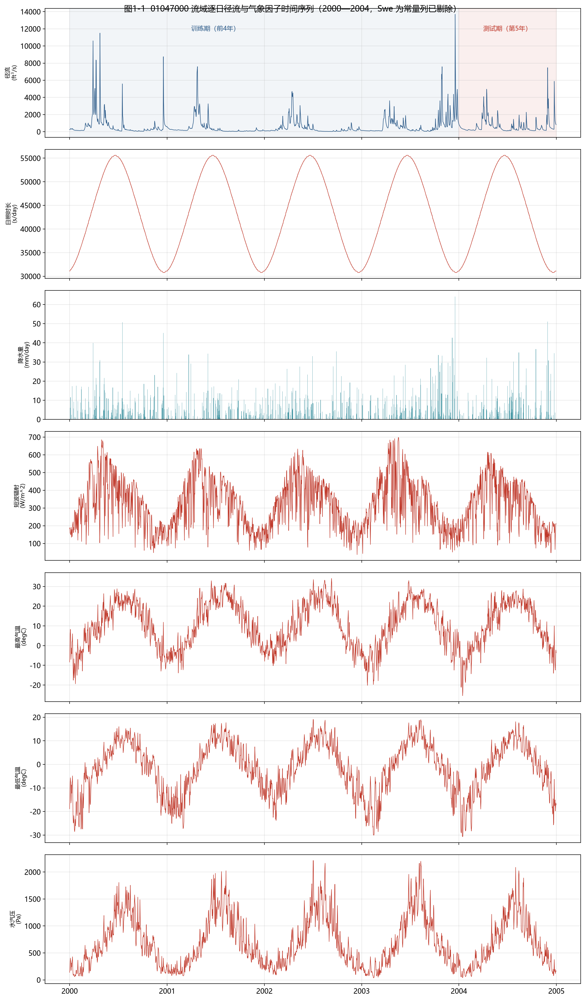 图1-1 01047000 流域逐日径流与气象因子时间序列（2000—2004，Swe 为常量列已剔除）
训练期（前4年）
测试期（第5年）
径流
(ft³/s)
14000
12000
10000
8000
6000
4000
2000
0
日照时长
(s/day)
55000
50000
45000
40000
35000
30000
降水量
(mm/day)
60
50
40
30
20
10
0
短波辐射
(W/m^2)
700
600
500
400
300
200
100
最高气温
(degC)
30
20
10
0
-10
-20
最低气温
(degC)
20
10
0
-10
-20
-30
水汽压
(Pa)
2000
1500
1000
500
0
2000 2001 2002 2003 2004 2005